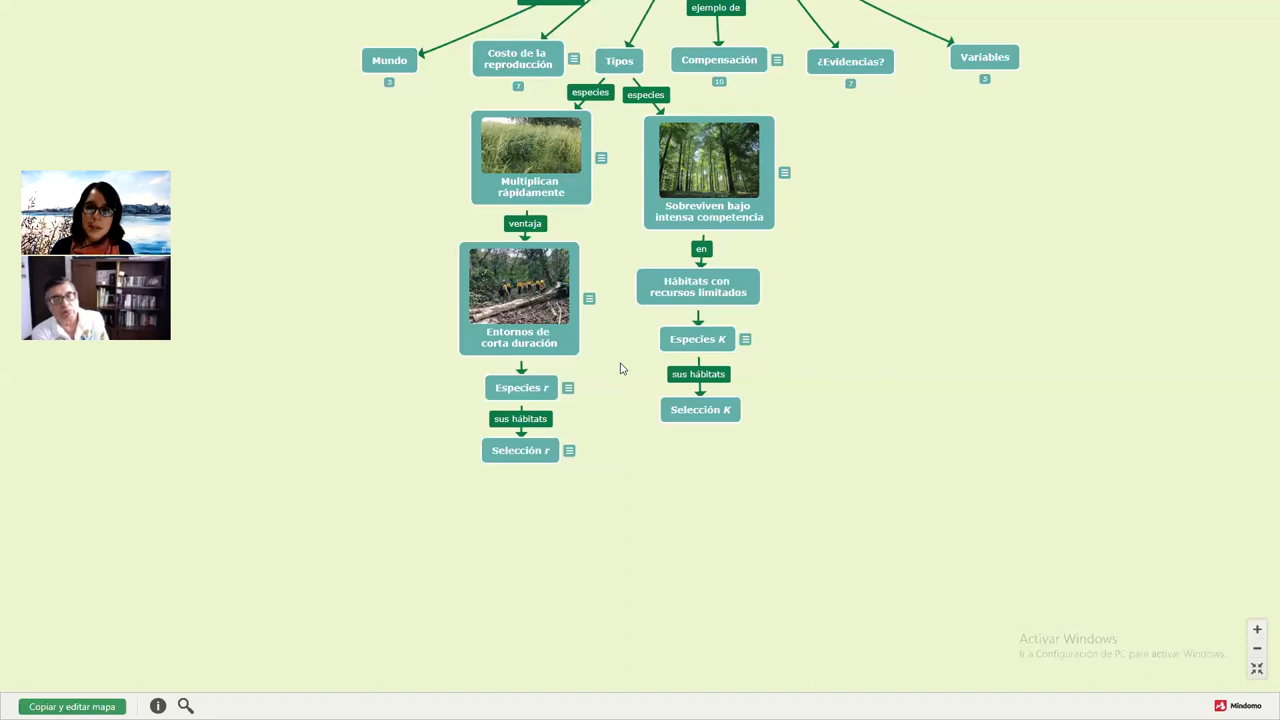 ejemplo de
Mundo
3
Costo de la
reproducción
7
Tipos
Compensación
10
¿Evidencias?
7
Variables
5
especies
especies
Multiplican
rápidamente
ventaja
Entornos de
corta duración
Especies r
sus hábitats
Selección r
Sobreviven bajo
intensa competencia
en
Hábitats con
recursos limitados
Especies K
sus hábitats
Selección K
Activar Windows
Ir a Configuración de PC para activar Windows.
Copiar y editar mapa
Mindomo